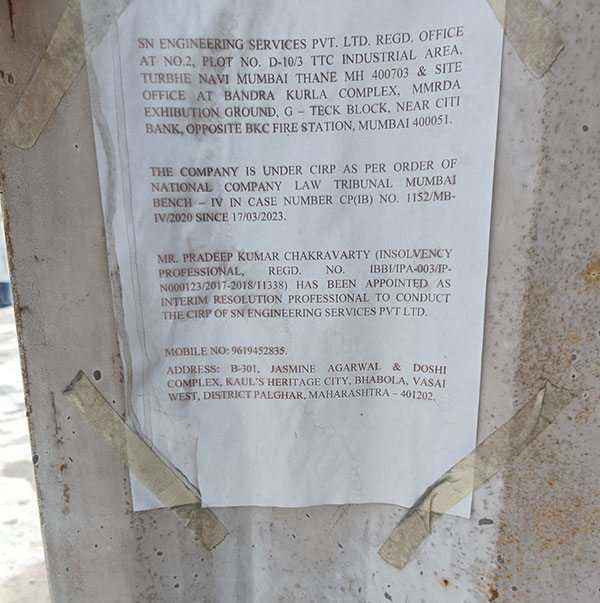 SN ENGINEERING SERVICES PVT. LTD. REGD. OFFICE
AT NO.2, PLOT NO. D-10/3 TTC INDUSTRIAL AREA,
TURBHE NAVI MUMBAI THANE MH 400703 & SITE
OFFICE AT BANDRA KURLA COMPLEX, MMRDA
EXHIBITION GROUND, G – TECK BLOCK, NEAR CITI
BANK, OPPOSITE BKC FIRE STATION, MUMBAI 400051.
THE COMPANY IS UNDER CIRP AS PER ORDER OF
NATIONAL COMPANY LAW TRIBUNAL MUMBAI
BENCH – IV IN CASE NUMBER CP(IB) NO. 1152/MB-
IV/2020 SINCE 17/03/2023.
MR. PRADEEP KUMAR CHAKRAVARTY (INSOLVENCY
PROFESSIONAL, REGD. NO. IBBI/IPA-003/IP-
N000123/2017-2018/11338) HAS BEEN APPOINTED AS
INTERIM RESOLUTION PROFESSIONAL TO CONDUCT
THE CIRP OF SN ENGINEERING SERVICES PVT LTD.
MOBILE NO: 9619452835.
ADDRESS: B-301, JASMINE AGARWAL & DOSHI
COMPLEX, KAUL'S HERITAGE CITY, BHABOLA, VASAI
WEST, DISTRICT PALGHAR, MAHARASHTRA – 401202.